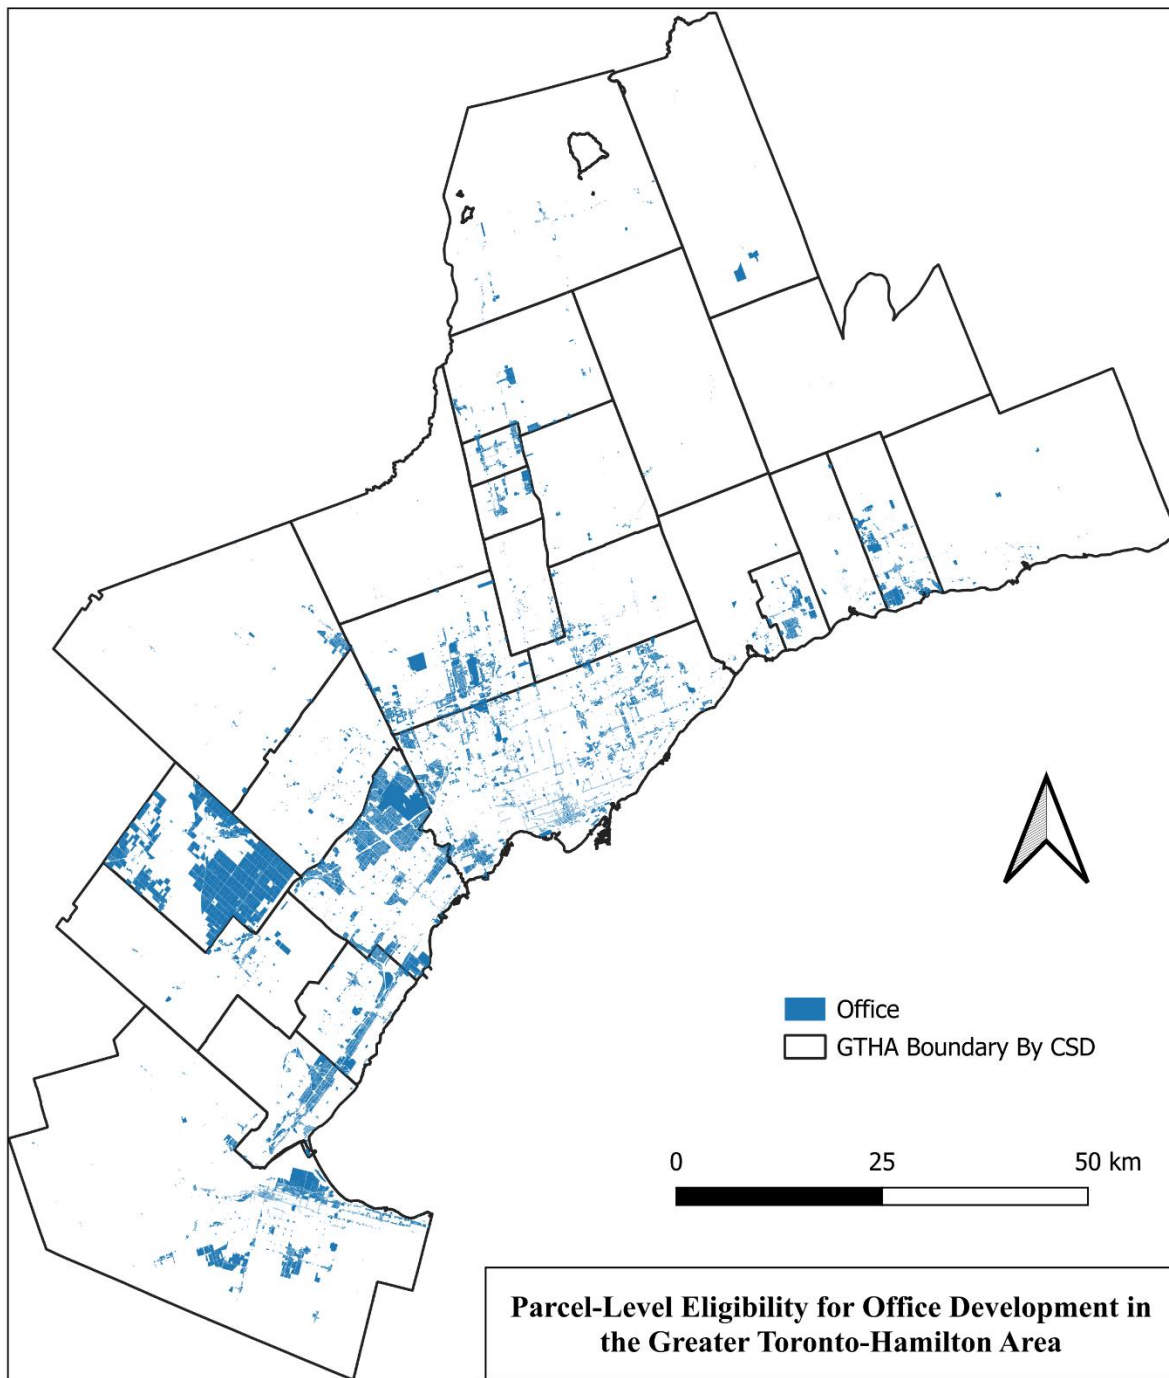 Office
GTHA Boundary By CSD
0 25 50 km
Parcel-Level Eligibility for Office Development in
the Greater Toronto-Hamilton Area